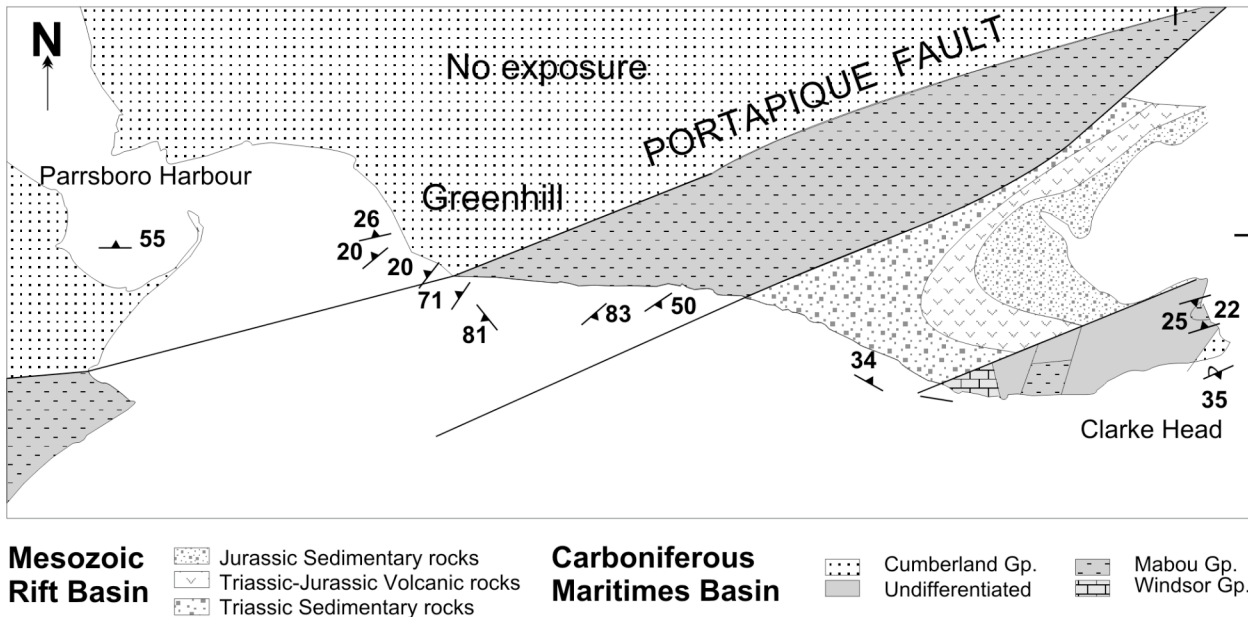 N
No exposure
PORTAPIQUE FAULT
Parrsboro Harbour
Greenhill
26
55
20
20
71
81
83
50
34
25
22
35
Clarke Head
Mesozoic
Rift Basin
Jurassic Sedimentary rocks
Triassic-Jurassic Volcanic rocks
Triassic Sedimentary rocks
Carboniferous
Maritimes Basin
Cumberland Gp.
Undifferentiated
Mabou Gp.
Windsor Gp.